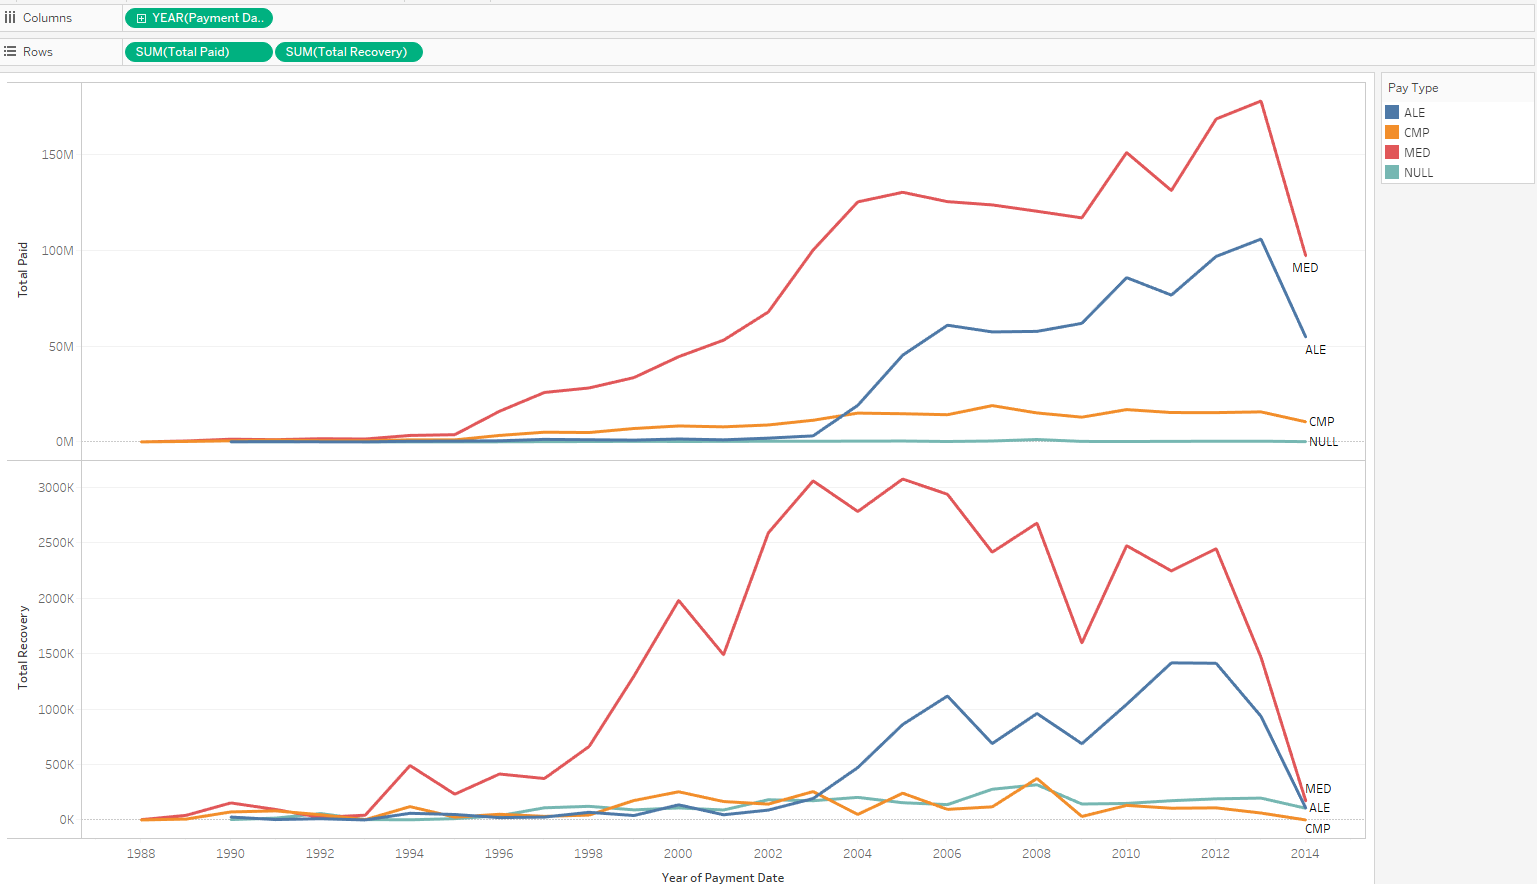 Columns
YEAR(Payment Da..
Rows
SUM(Total Paid)
SUM(Total Recovery)
Pay Type
ALE
CMP
MED
NULL
Total Paid
150M
100M
50M
0M
MED
ALE
CMP
NULL
Total Recovery
3000K
2500K
2000K
1500K
1000K
500K
0K
MED
ALE
CMP
1988 1990 1992 1994 1996 1998 2000 2002 2004 2006 2008 2010 2012 2014
Year of Payment Date